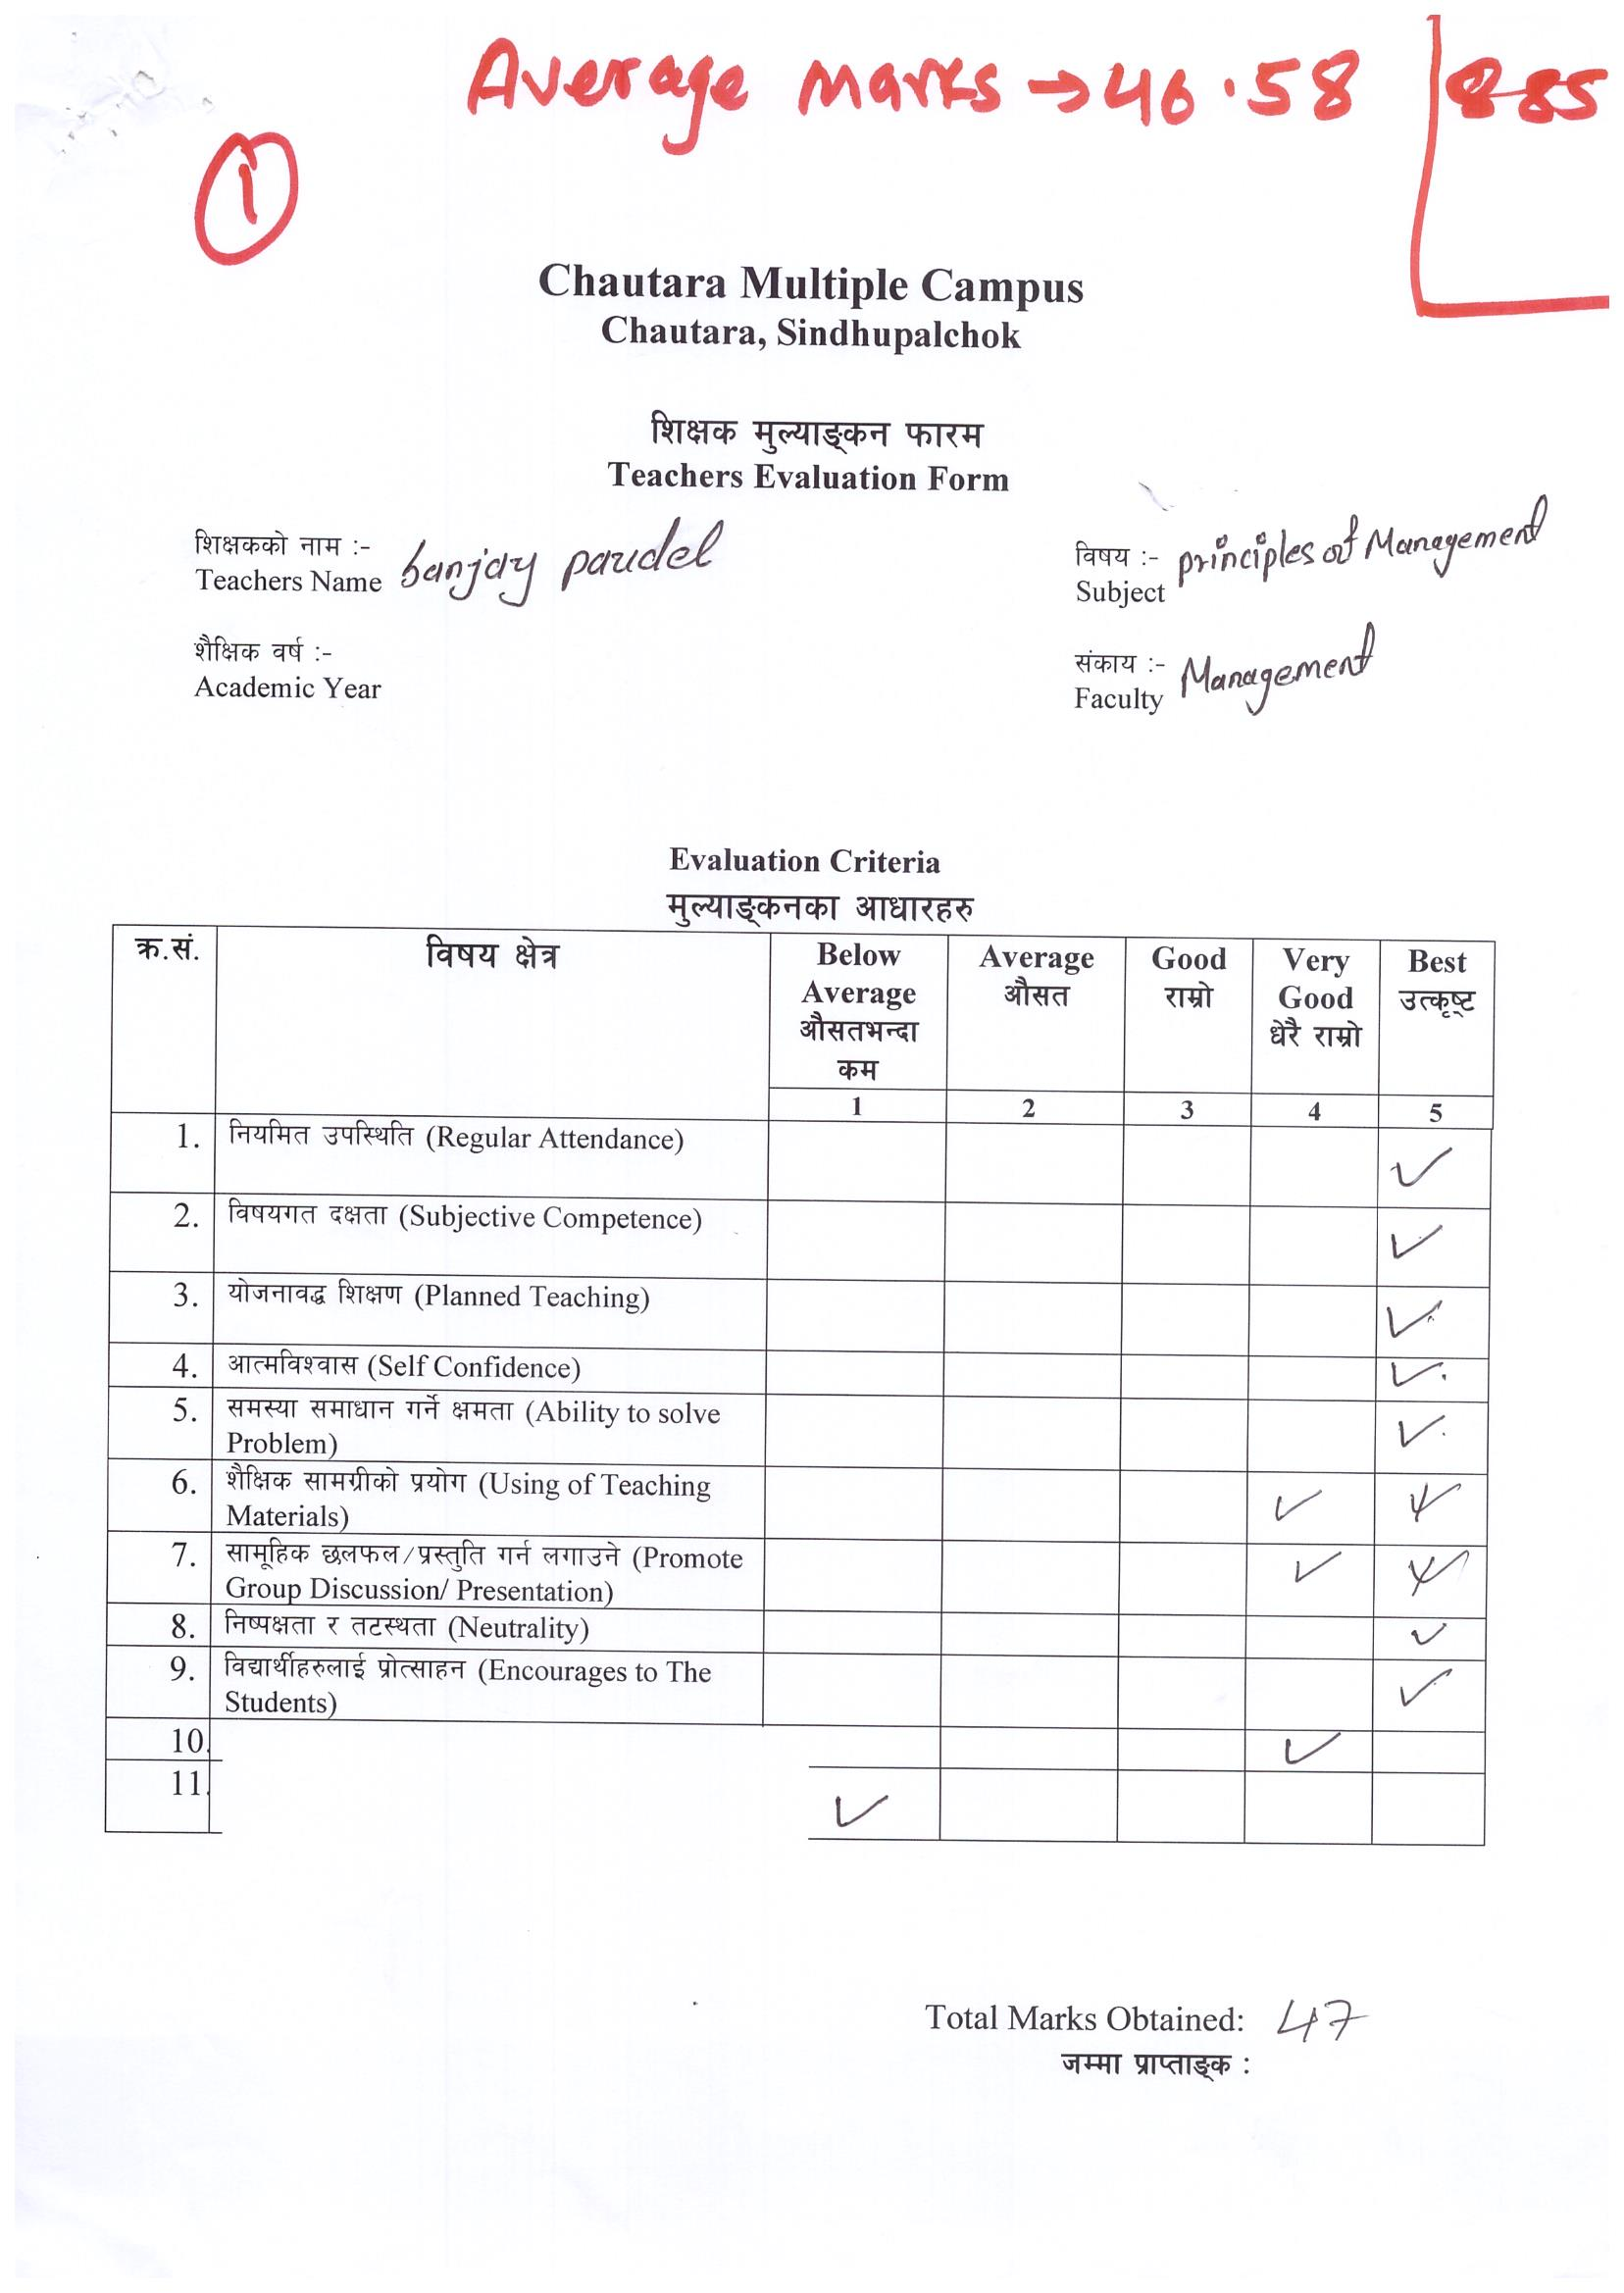 Average marks → 46.58
885
1
Chautara Multiple Campus
Chautara, Sindhupalchok
शिक्षक मुल्याङ्कन फारम
Teachers Evaluation Form
शिक्षकको नाम :-
Teachers Name banjay paudel
विषय :- principles of Management
Subject
शैक्षिक वर्ष :-
Academic Year
संकाय :- Management
Faculty
Evaluation Criteria
मुल्याङ्कनका आधारहरु
क्र.सं. विषय क्षेत्र Below Average औसतभन्दा कम Average औसत Good राम्रो Very Good धेरै राम्रो Best उत्कृष्ट
1 2 3 4 5
1. नियमित उपस्थिति (Regular Attendance) ✓
2. विषयगत दक्षता (Subjective Competence) ✓
3. योजनावद्ध शिक्षण (Planned Teaching) ✓
4. आत्मविश्वास (Self Confidence) ✓
5. समस्या समाधान गर्ने क्षमता (Ability to solve
Problem) ✓
6. शैक्षिक सामग्रीको प्रयोग (Using of Teaching
Materials) ✓
7. सामूहिक छलफल/प्रस्तुति गर्न लगाउने (Promote
Group Discussion/ Presentation) ✓
8. निष्पक्षता र तटस्थता (Neutrality) ✓
9. विद्यार्थीहरुलाई प्रोत्साहन (Encourages to The
Students) ✓
10. ✓
11. ✓
Total Marks Obtained: 47
जम्मा प्राप्ताङ्क :